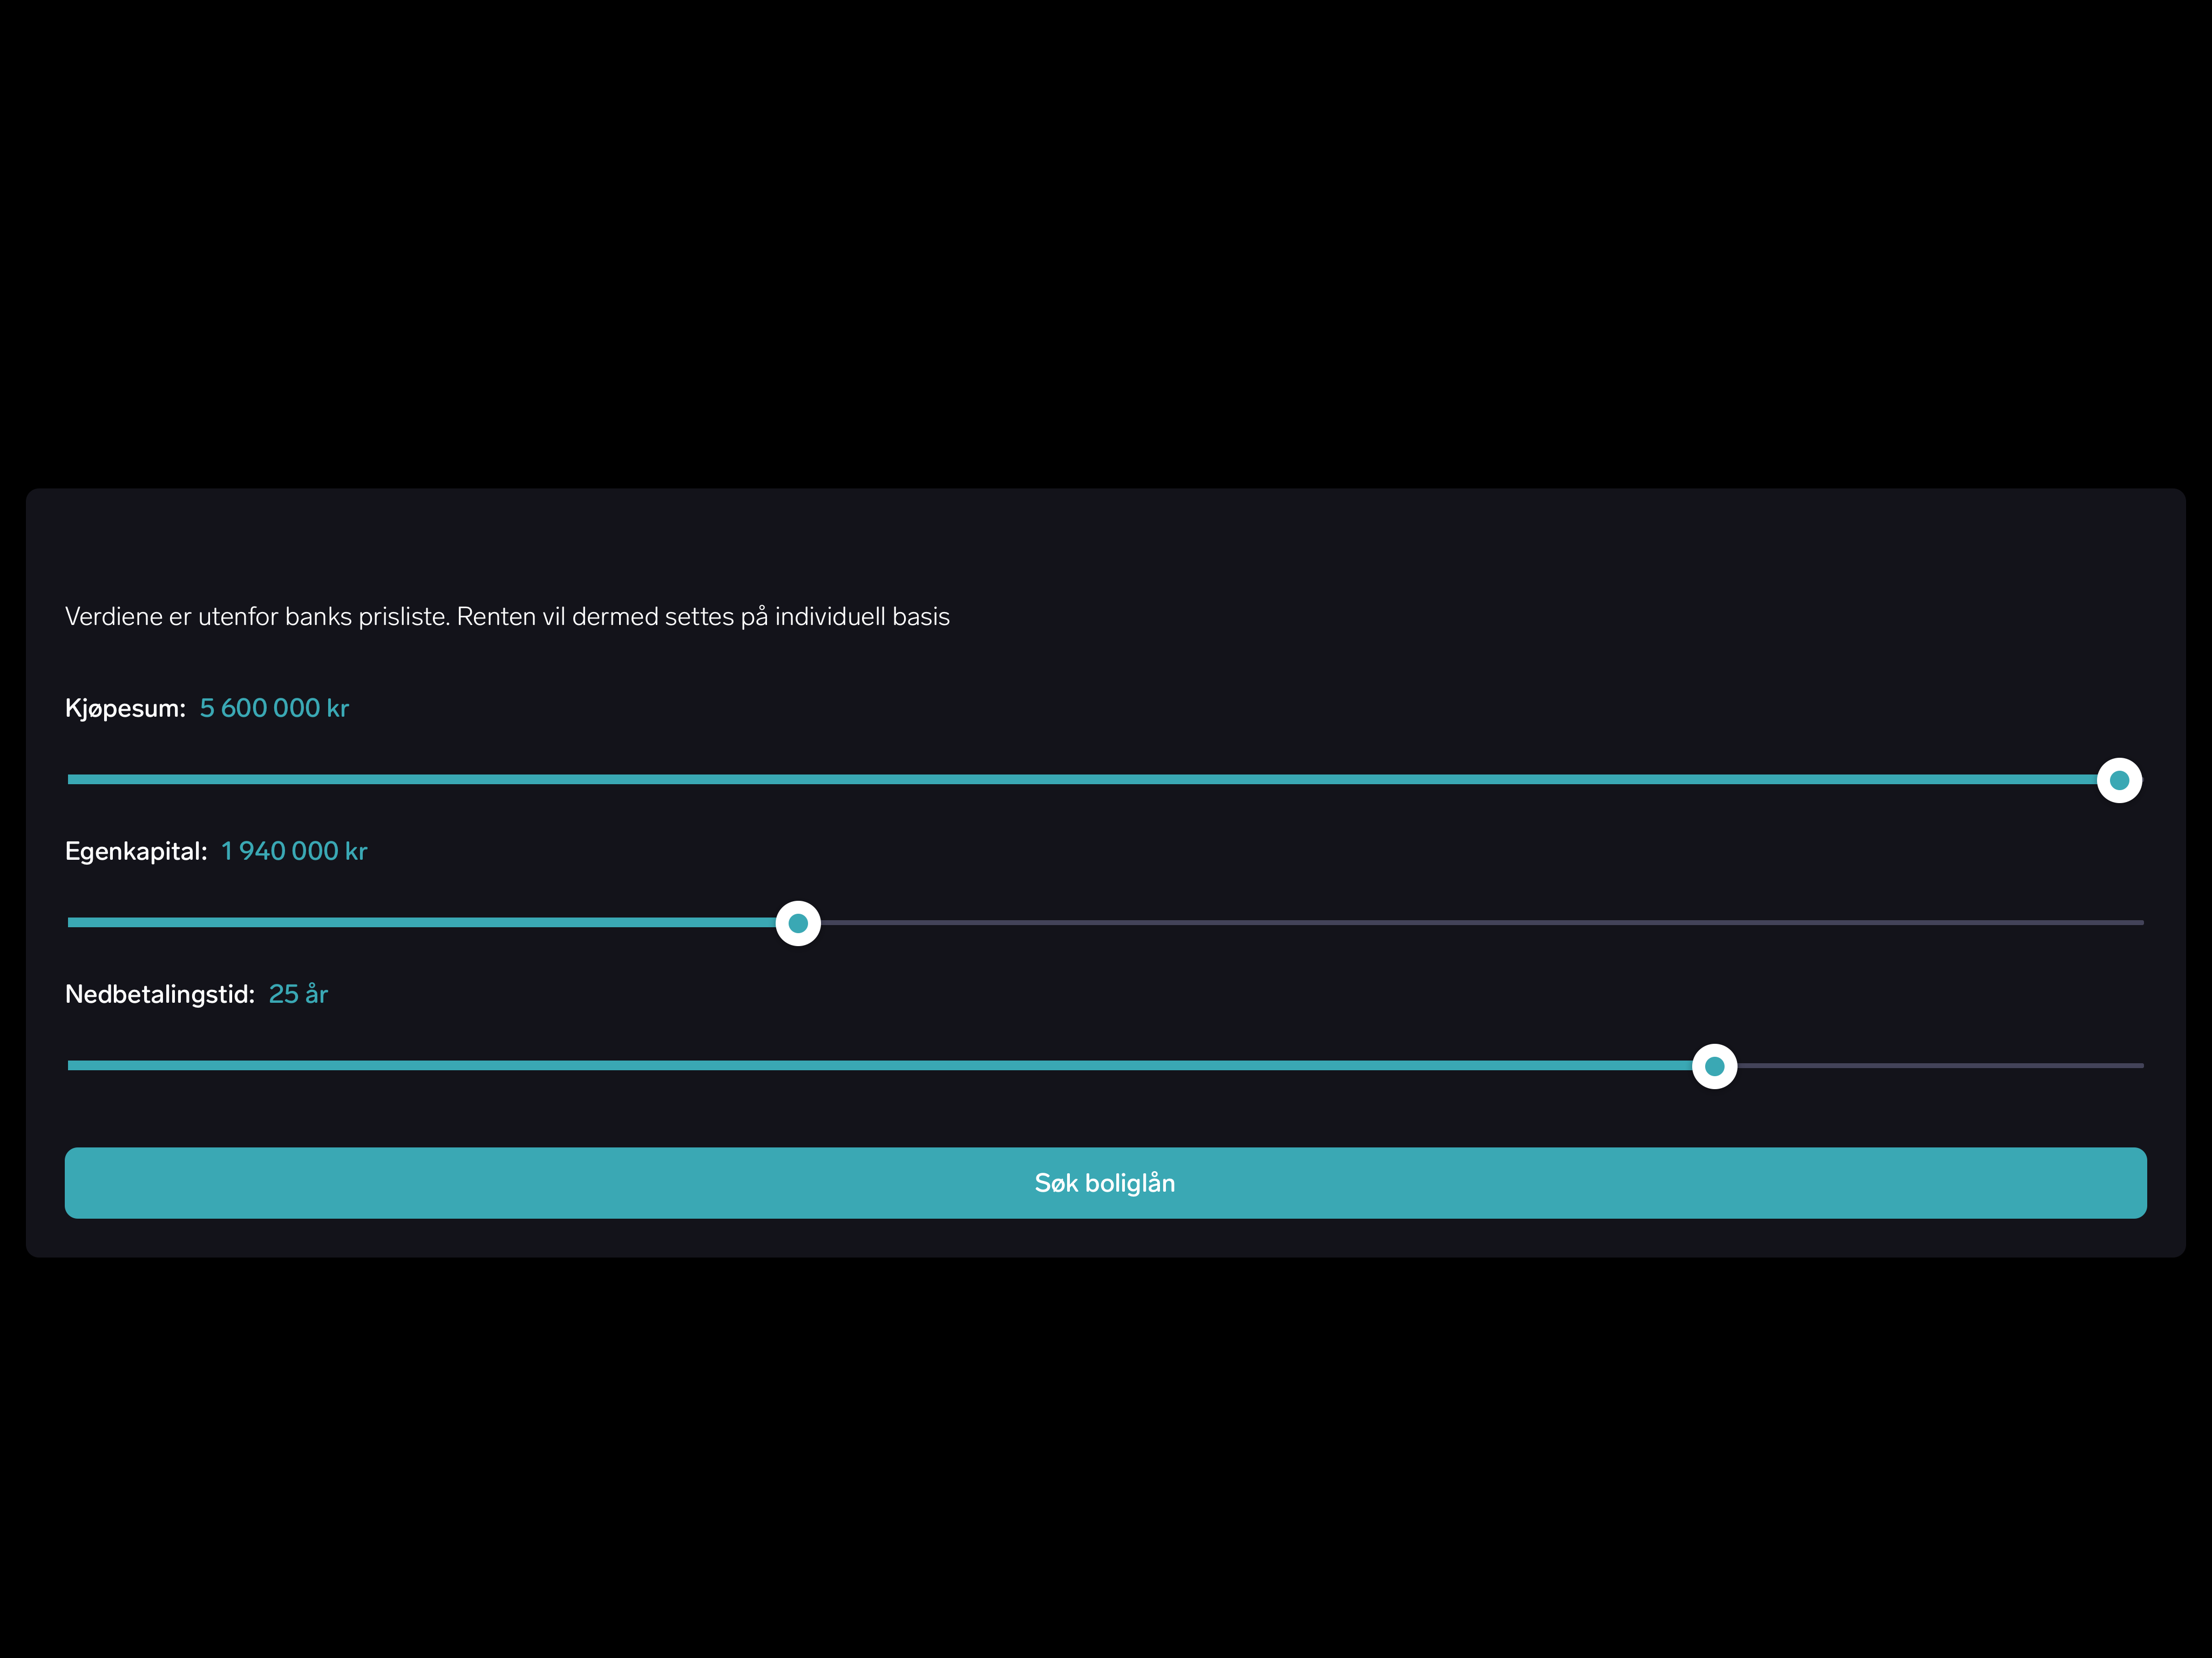 Verdiene er utenfor banks prisliste. Renten vil dermed settes på individuell basis
Kjøpesum: 5 600 000 kr
Egenkapital: 1 940 000 kr
Nedbetalingstid: 25 år
Søk boliglån